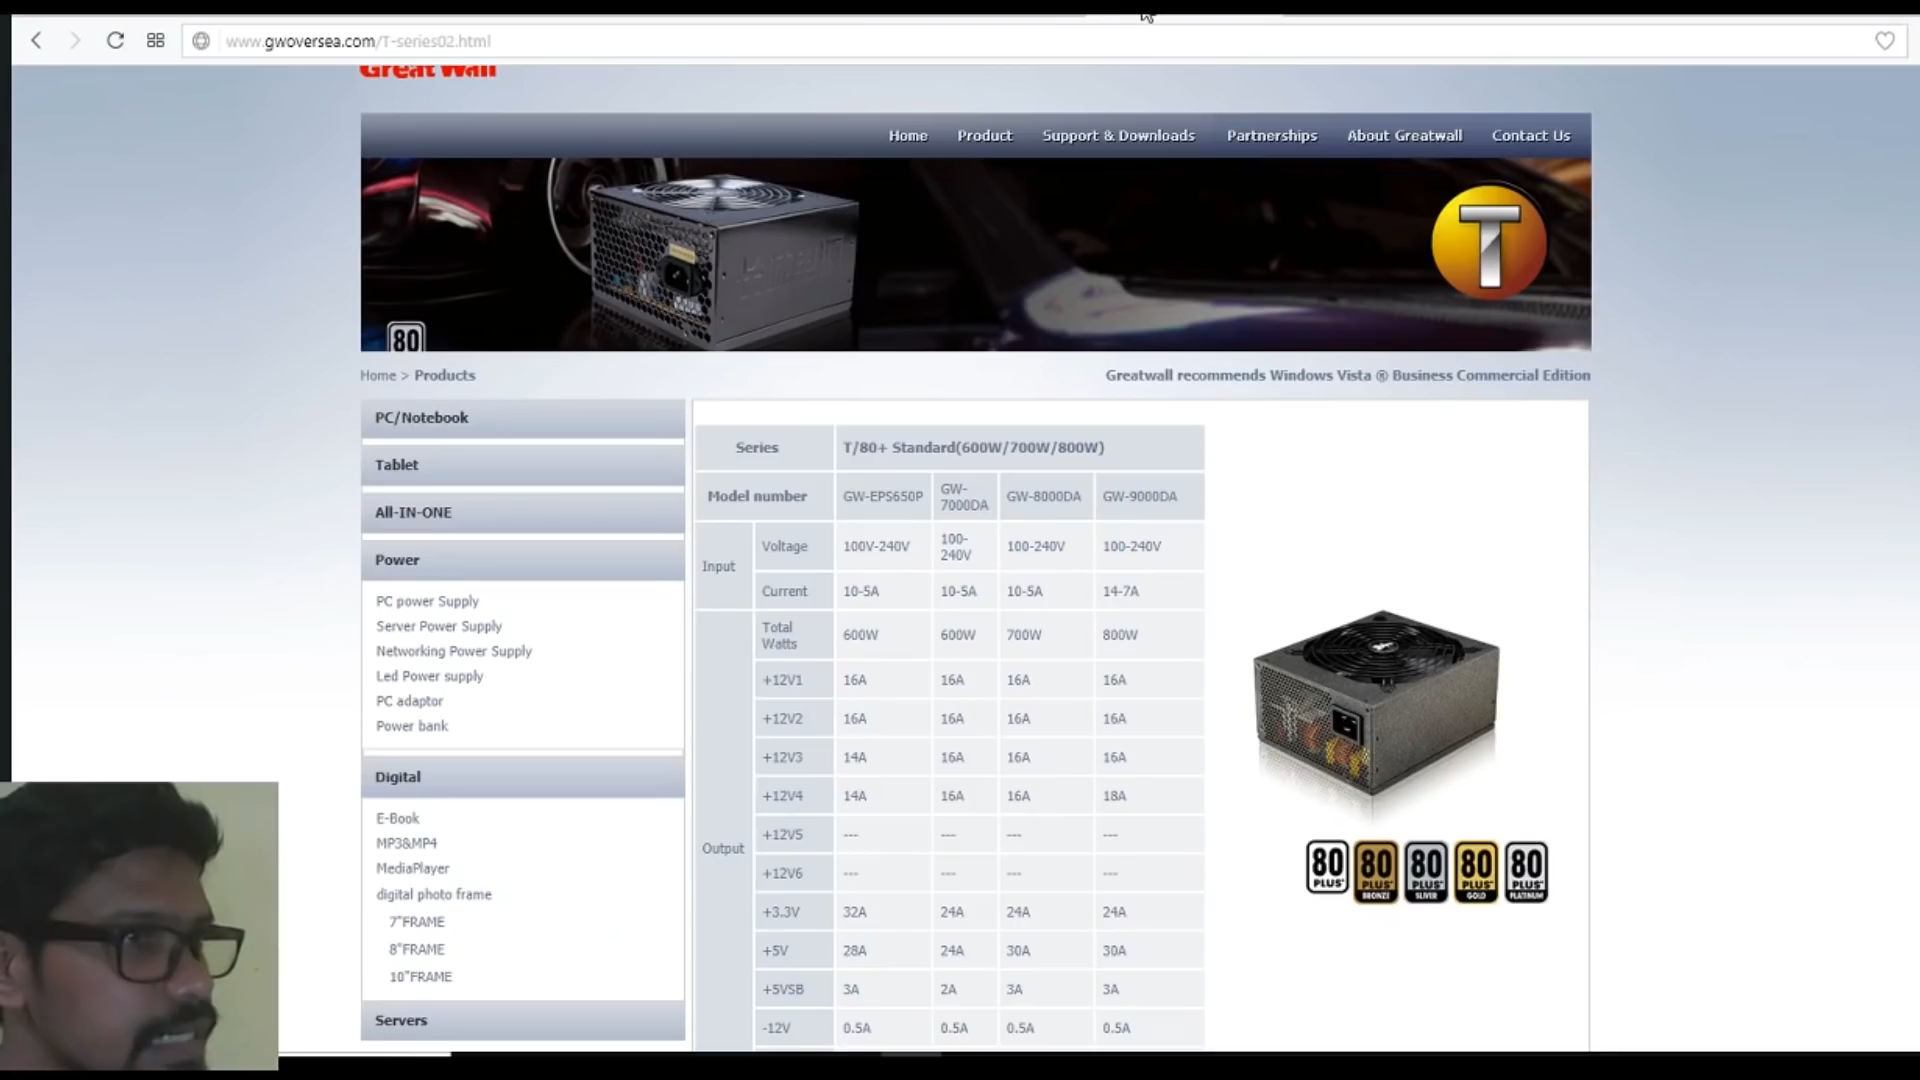 www.gwoversea.com/T-series02.html
Great Wall
Home Product Support & Downloads Partnerships About Greatwall Contact Us
T
80
Home > Products
Greatwall recommends Windows Vista ® Business Commercial Edition
PC/Notebook
Tablet
All-IN-ONE
Power
PC power Supply
Server Power Supply
Networking Power Supply
Led Power supply
PC adaptor
Power bank
Digital
E-Book
MP3&MP4
MediaPlayer
digital photo frame
7"FRAME
8"FRAME
10"FRAME
Servers
Series T/80+ Standard(600W/700W/800W)
Model number GW-EPS650P GW-7000DA GW-8000DA GW-9000DA
Input Voltage 100V-240V 100-240V 100-240V 100-240V
Current 10-5A 10-5A 10-5A 14-7A
Output Total Watts 600W 600W 700W 800W
+12V1 16A 16A 16A 16A
+12V2 16A 16A 16A 16A
+12V3 14A 16A 16A 16A
+12V4 14A 16A 16A 18A
+12V5 --- --- --- ---
+12V6 --- --- --- ---
+3.3V 32A 24A 24A 24A
+5V 28A 24A 30A 30A
+5VSB 3A 2A 3A 3A
-12V 0.5A 0.5A 0.5A 0.5A
80 PLUS 80 PLUS BRONZE 80 PLUS SILVER 80 PLUS GOLD 80 PLUS PLATINUM